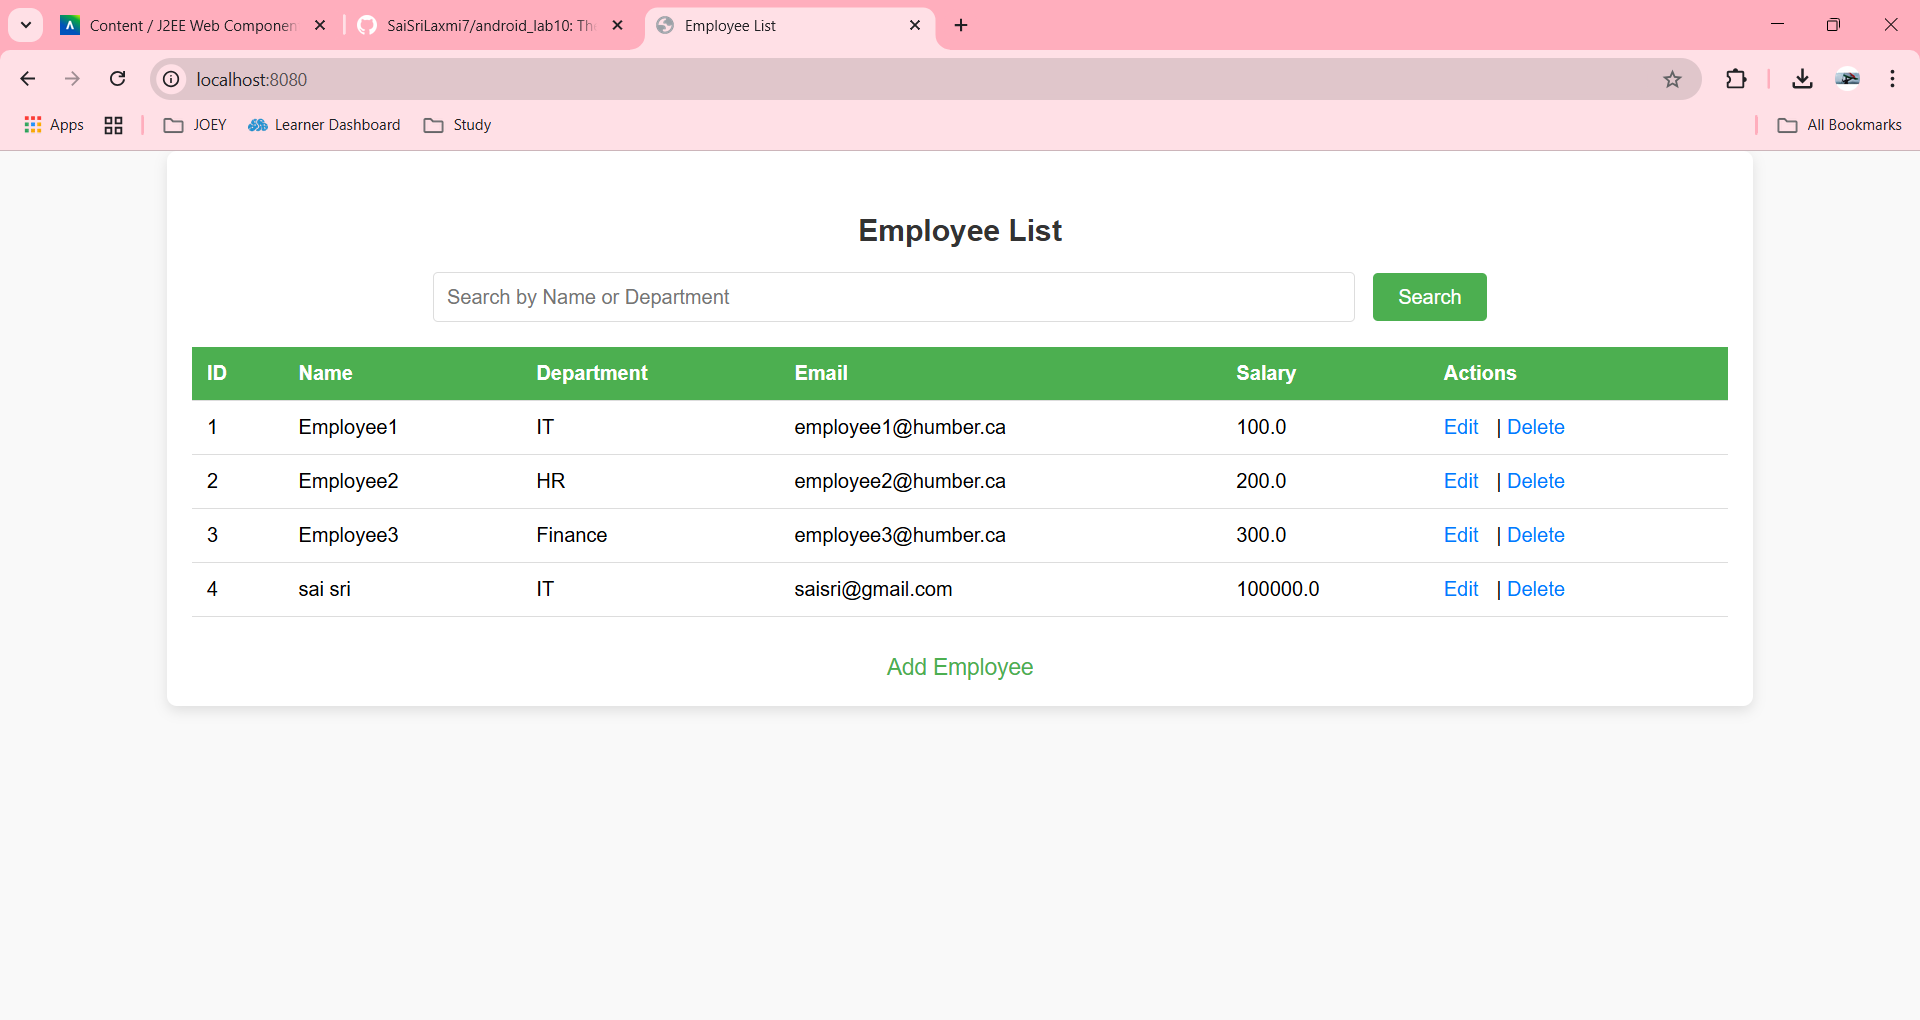 Content / J2EE Web Componen
SaiSriLaxmi7/android_lab10: Th
Employee List
localhost:8080
Apps
JOEY
Learner Dashboard
Study
All Bookmarks
Employee List
Search by Name or Department
Search
ID Name Department Email Salary Actions
1 Employee1 IT employee1@humber.ca 100.0 Edit | Delete
2 Employee2 HR employee2@humber.ca 200.0 Edit | Delete
3 Employee3 Finance employee3@humber.ca 300.0 Edit | Delete
4 sai sri IT saisri@gmail.com 100000.0 Edit | Delete
Add Employee